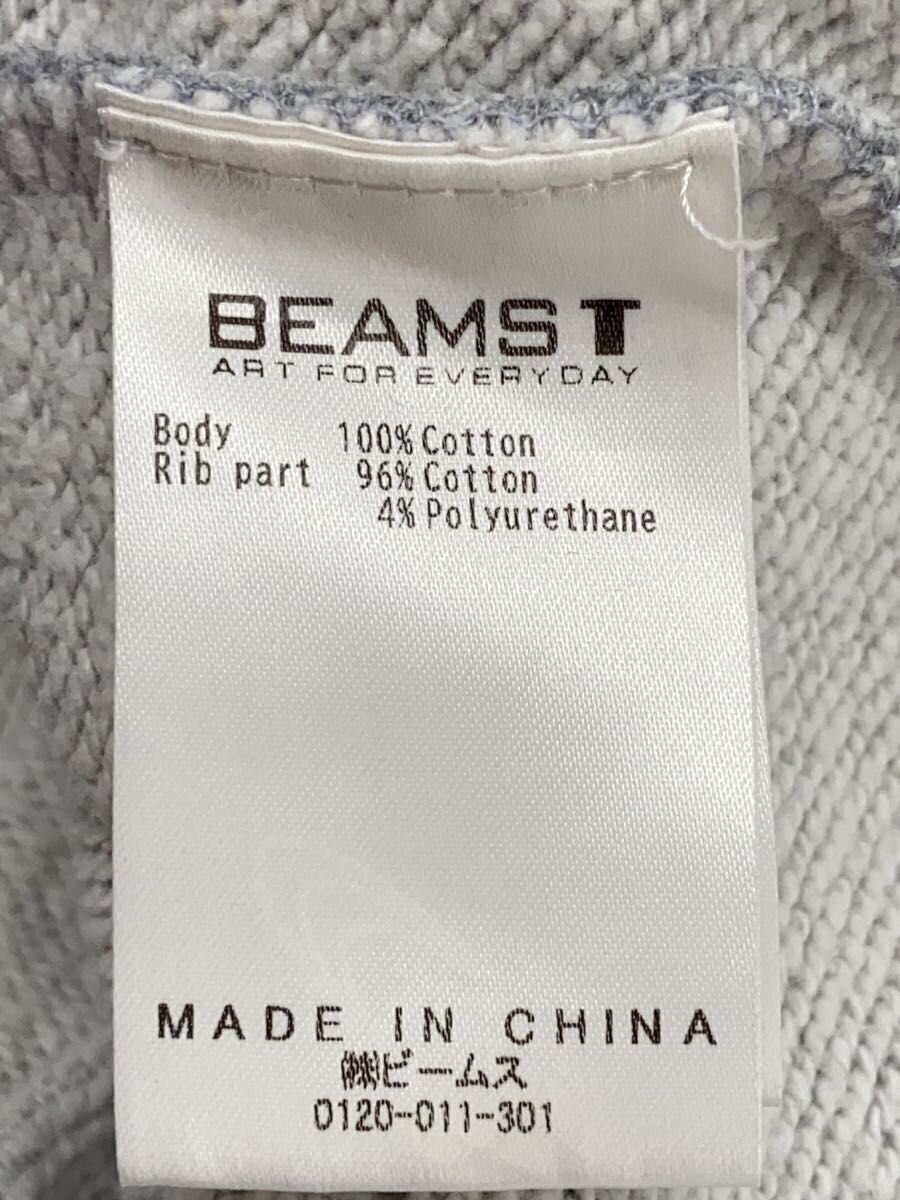 BEAMS T
ART FOR EVERYDAY
Body 100% Cotton
Rib part 96% Cotton
4% Polyurethane
MADE IN CHINA
㈱ビームス
0120-011-301